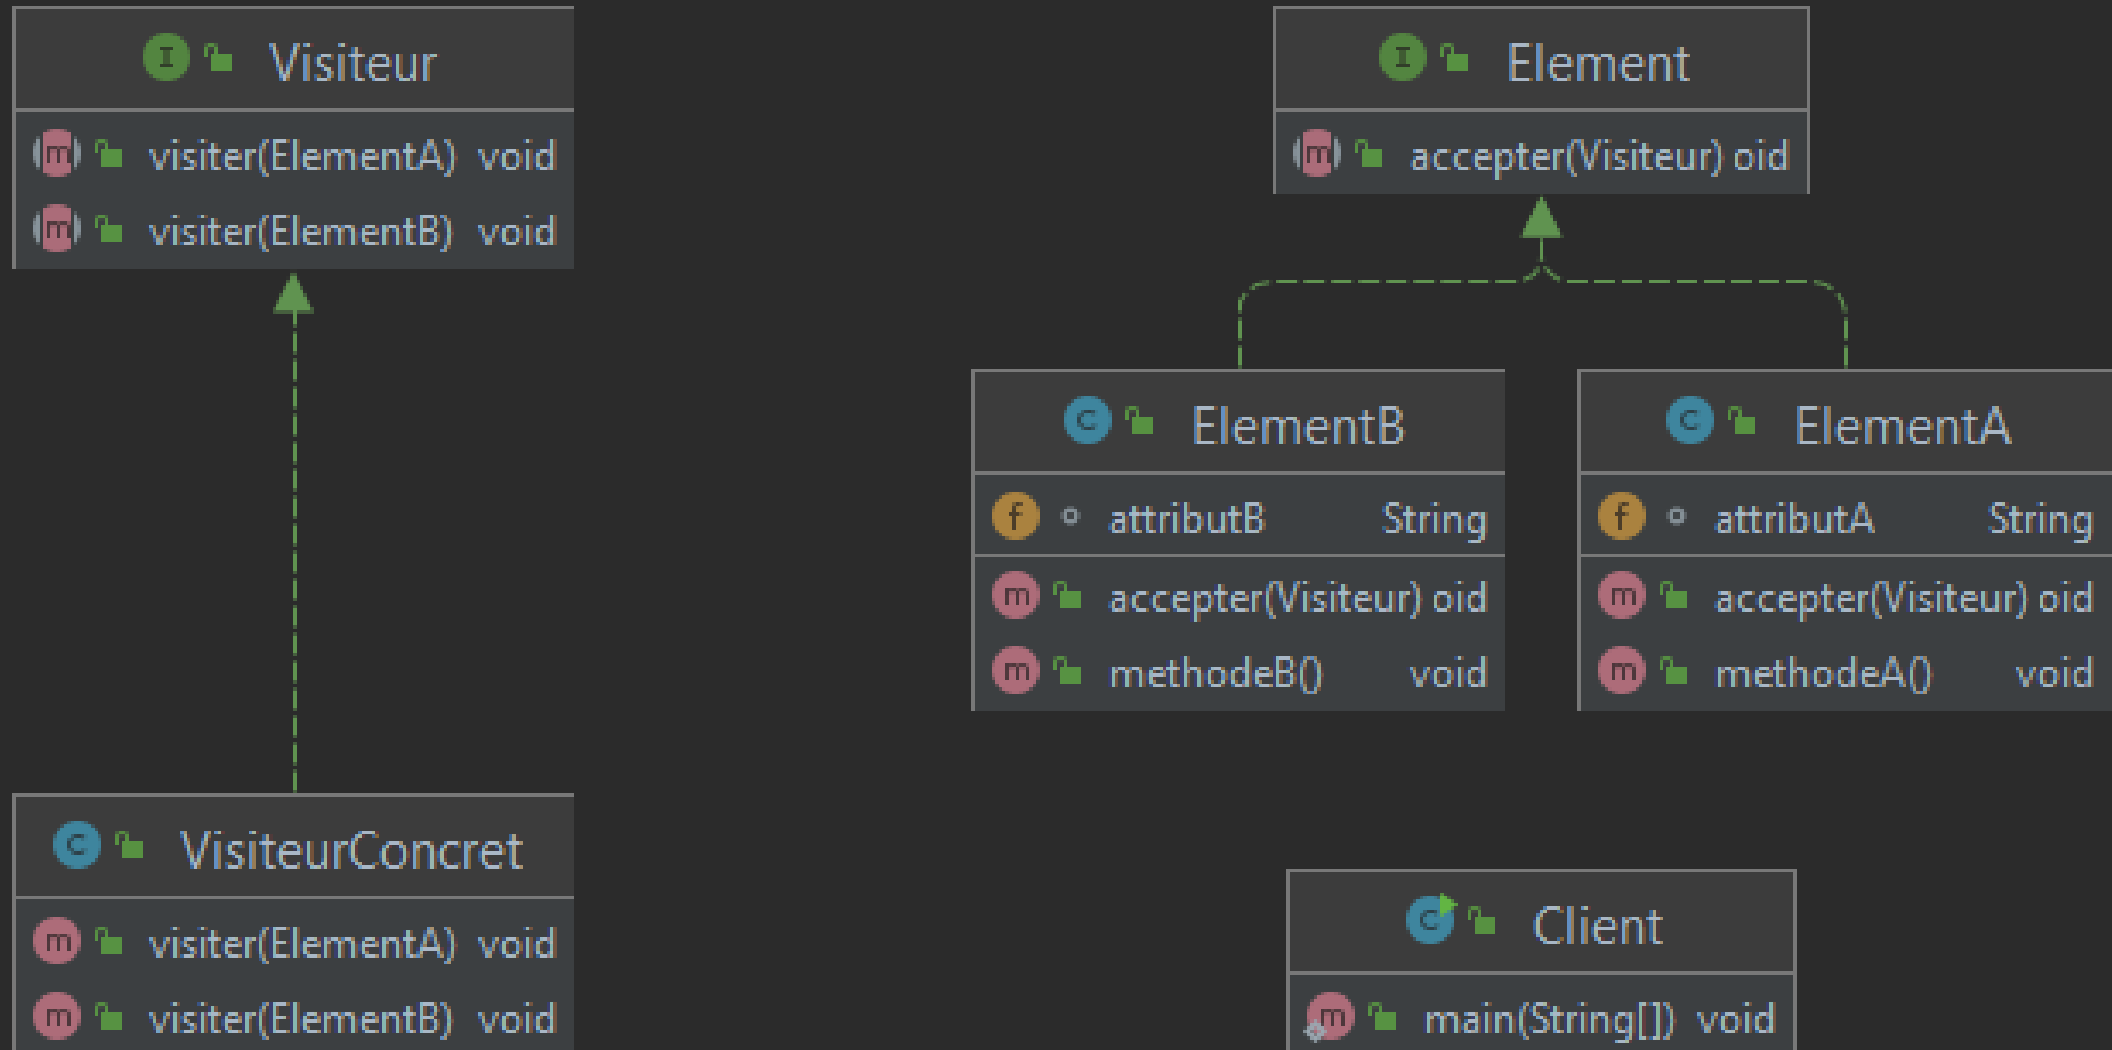 Visiteur
visiter(ElementA) void
visiter(ElementB) void
Element
accepter(Visiteur) oid
ElementB
attributB String
accepter(Visiteur) oid
methodeB() void
ElementA
attributA String
accepter(Visiteur) oid
methodeA() void
VisiteurConcret
visiter(ElementA) void
visiter(ElementB) void
Client
main(String[]) void